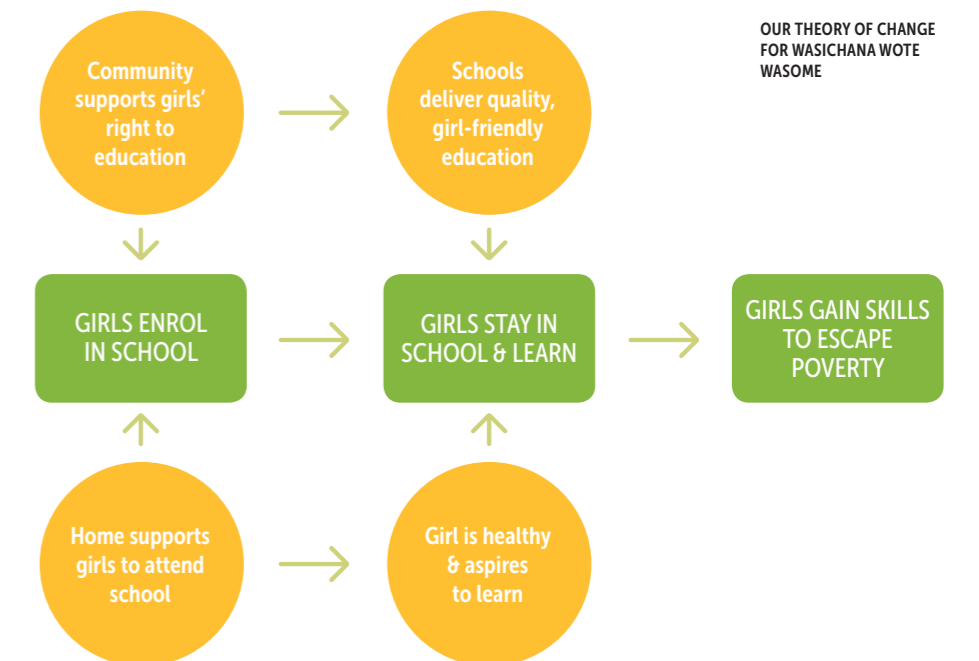 OUR THEORY OF CHANGE
FOR WASICHANA WOTE
WASOME
Community
supports girls’
right to
education
Schools
deliver quality,
girl-friendly
education
GIRLS ENROL
IN SCHOOL
GIRLS STAY IN
SCHOOL & LEARN
GIRLS GAIN SKILLS
TO ESCAPE
POVERTY
Home supports
girls to attend
school
Girl is healthy
& aspires
to learn